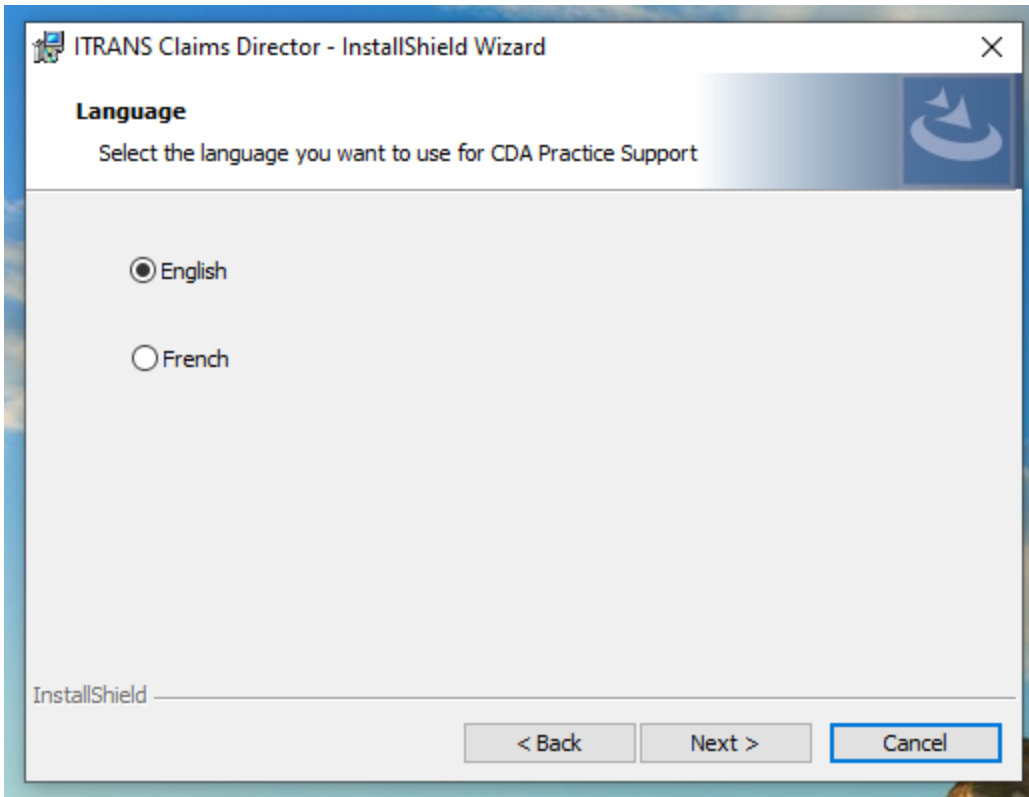 ITRANS Claims Director - InstallShield Wizard
Language
Select the language you want to use for CDA Practice Support
English
French
InstallShield
< Back
Next >
Cancel